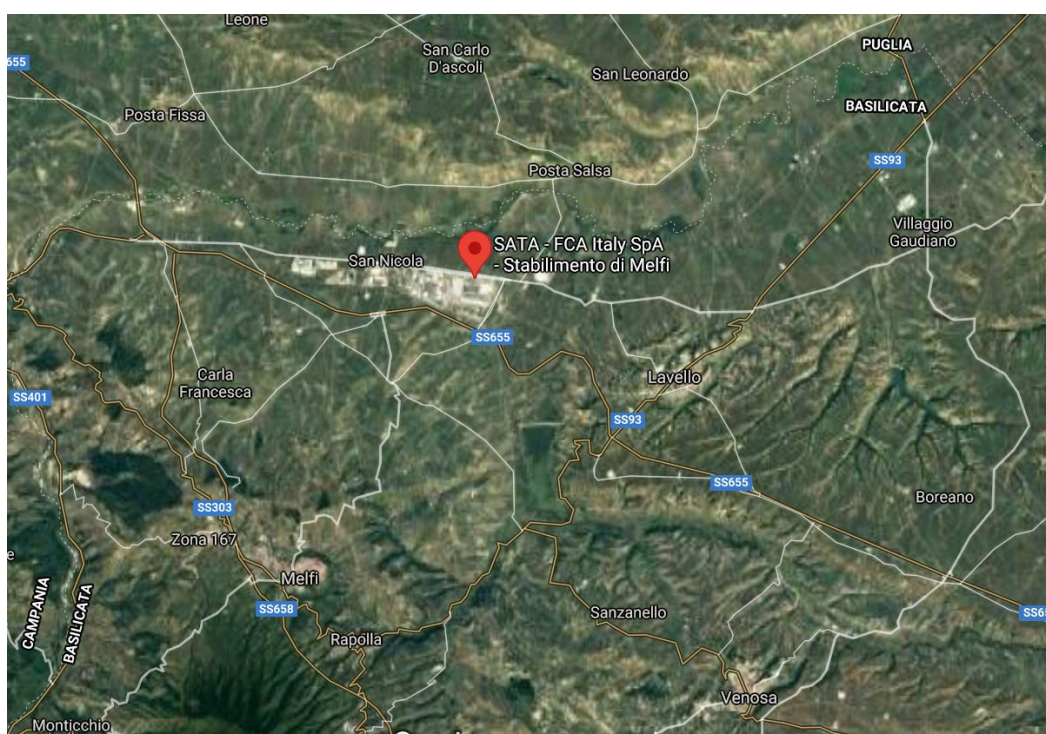 Leone
San Carlo
D'ascoli
PUGLIA
655
San Leonardo
BASILICATA
Posta Fissa
SS93
Posta Salsa
Villaggio
Gaudiano
SATA - FCA Italy SpA
- Stabilimento di Melfi
San Nicola
SS655
Carla
Francesca
Lavello
SS401
SS93
SS655
Boreano
SS303
Zona 167
Melfi
CAMPANIA
BASILICATA
SS658
Sanzanello
SS65
Rapolla
Venosa
Monticchio